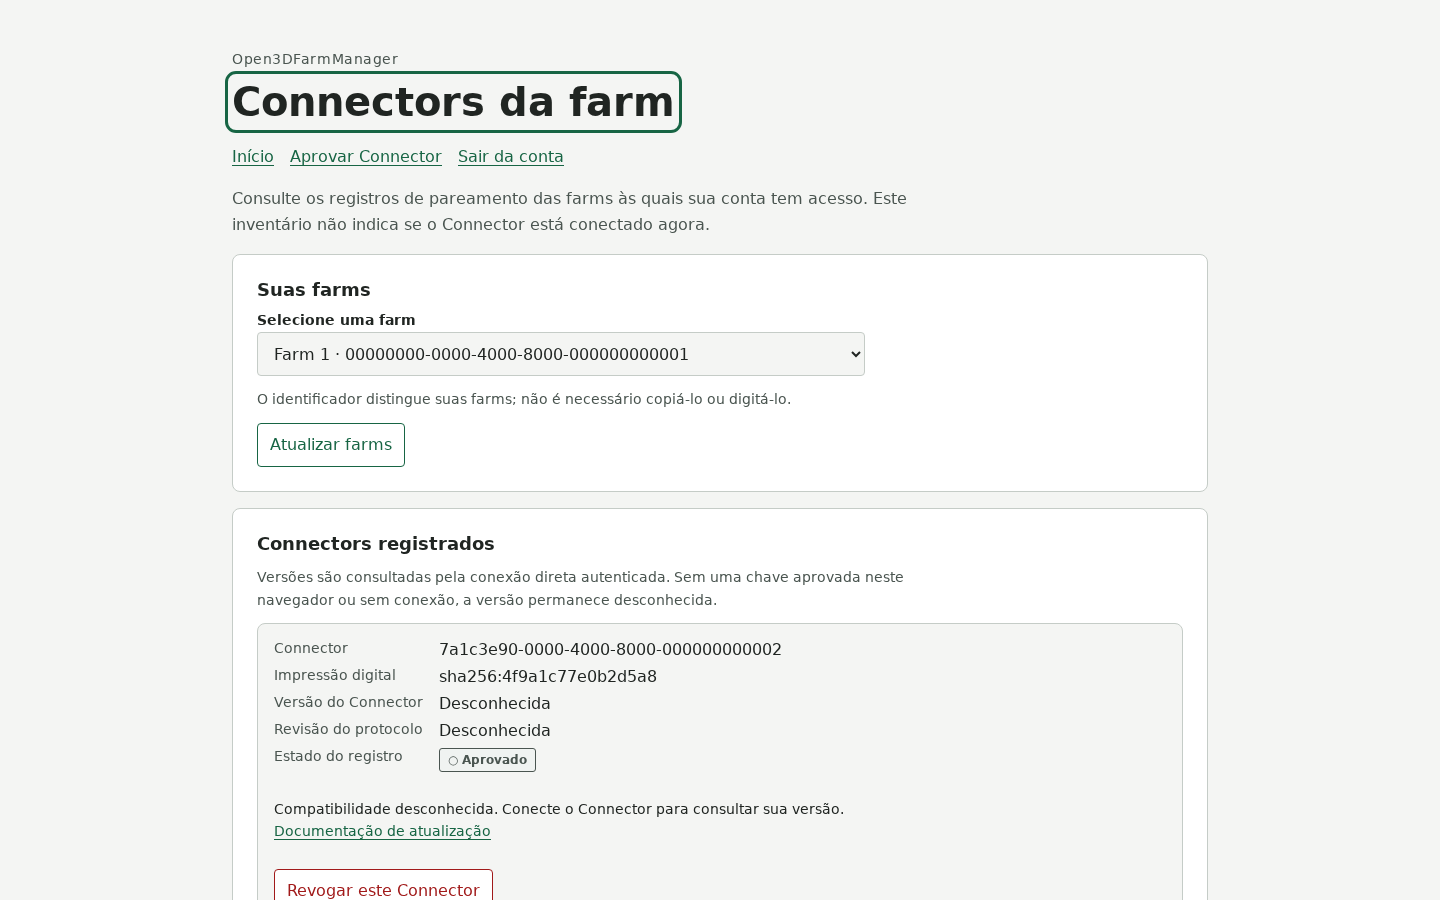 Open3DFarmManager
Connectors da farm
Início Aprovar Connector Sair da conta
Consulte os registros de pareamento das farms às quais sua conta tem acesso. Este
inventário não indica se o Connector está conectado agora.
Suas farms
Selecione uma farm
Farm 1 · 00000000-0000-4000-8000-000000000001
O identificador distingue suas farms; não é necessário copiá-lo ou digitá-lo.
Atualizar farms
Connectors registrados
Versões são consultadas pela conexão direta autenticada. Sem uma chave aprovada neste
navegador ou sem conexão, a versão permanece desconhecida.
Connector 7a1c3e90-0000-4000-8000-000000000002
Impressão digital sha256:4f9a1c77e0b2d5a8
Versão do Connector Desconhecida
Revisão do protocolo Desconhecida
Estado do registro ○ Aprovado
Compatibilidade desconhecida. Conecte o Connector para consultar sua versão.
Documentação de atualização
Revogar este Connector